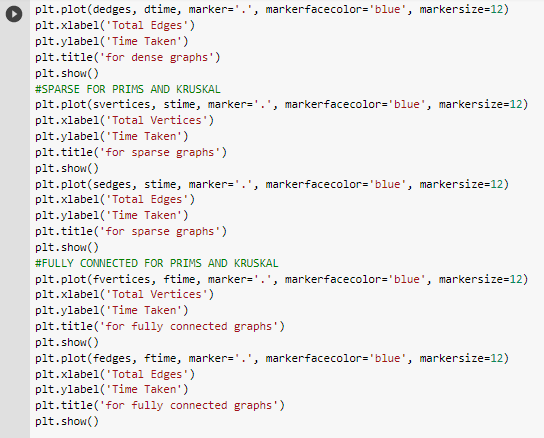 plt.plot(dedges, dtime, marker='.', markerfacecolor='blue', markersize=12)
plt.xlabel('Total Edges')
plt.ylabel('Time Taken')
plt.title('for dense graphs')
plt.show()
#SPARSE FOR PRIMS AND KRUSKAL
plt.plot(svertices, stime, marker='.', markerfacecolor='blue', markersize=12)
plt.xlabel('Total Vertices')
plt.ylabel('Time Taken')
plt.title('for sparse graphs')
plt.show()
plt.plot(sedges, stime, marker='.', markerfacecolor='blue', markersize=12)
plt.xlabel('Total Edges')
plt.ylabel('Time Taken')
plt.title('for sparse graphs')
plt.show()
#FULLY CONNECTED FOR PRIMS AND KRUSKAL
plt.plot(fvertices, ftime, marker='.', markerfacecolor='blue', markersize=12)
plt.xlabel('Total Vertices')
plt.ylabel('Time Taken')
plt.title('for fully connected graphs')
plt.show()
plt.plot(fedges, ftime, marker='.', markerfacecolor='blue', markersize=12)
plt.xlabel('Total Edges')
plt.ylabel('Time Taken')
plt.title('for fully connected graphs')
plt.show()